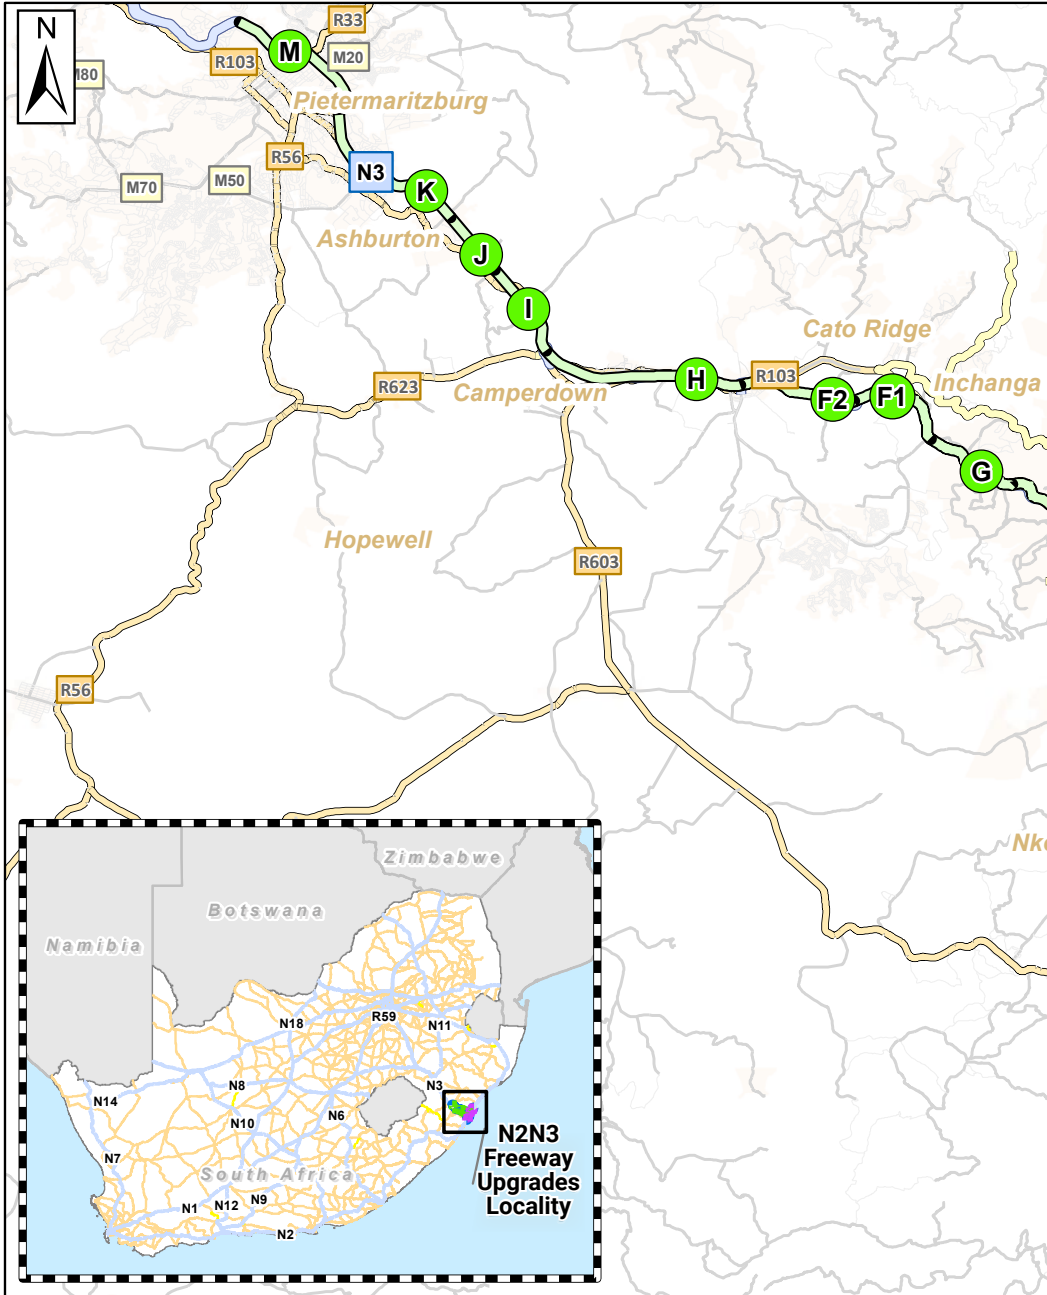 N
R33
M
R103
M20
M80
Pietermaritzburg
R56
N3
M70
M50
K
Ashburton
J
I
Cato Ridge
H
R103
Inchanga
R623
Camperdown
F2
F1
G
Hopewell
R603
R56
Zimbabwe
Botswana
Namibia
N18
R59
N11
N8
N3
N14
N10
N6
N7
South Africa
N1
N12
N9
N2
N2N3
Freeway
Upgrades
Locality